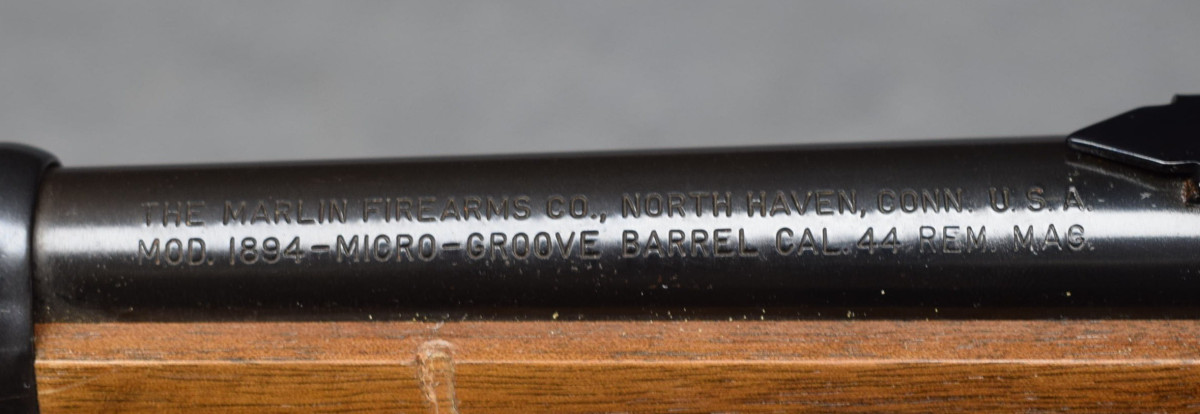 THE MARLIN FIREARMS CO., NORTH HAVEN, CONN. U.S.A.
MOD. 1894-MICRO-GROOVE BARREL CAL. 44 REM. MAG.